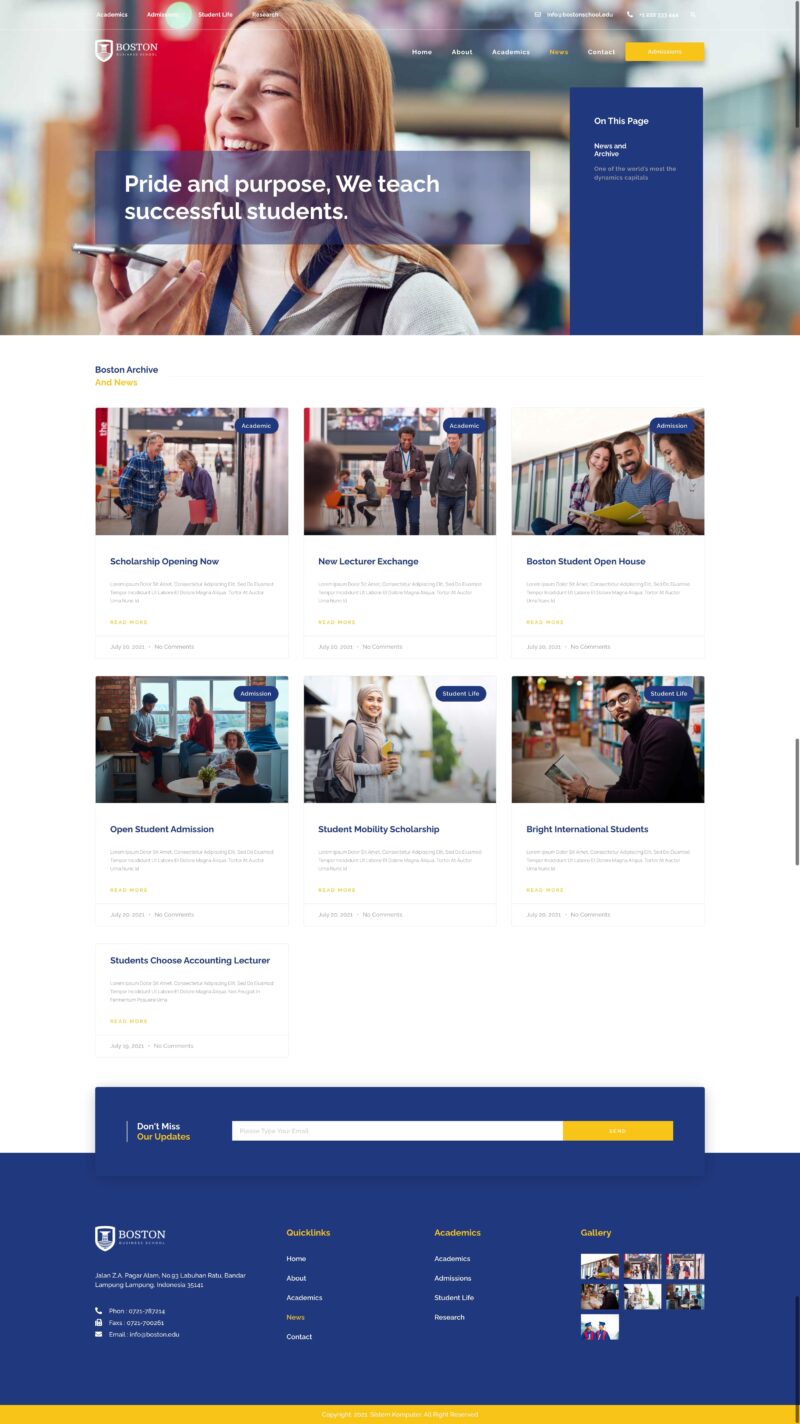 Academics Admissions Student Life Research info@bostonschool.edu +1 222 333 444
BOSTON
BUSINESS SCHOOL
Home About Academics News Contact Admissions
On This Page
News and
Archive
One of the world's most the
dynamics capitals
Pride and purpose, We teach
successful students.
Boston Archive
And News
Academic
Academic
Admission
Scholarship Opening Now
Lorem Ipsum Dolor Sit Amet, Consectetur Adipiscing Elit, Sed Do Eiusmod
Tempor Incididunt Ut Labore Et Dolore Magna Aliqua. Tortor At Auctor
Urna Nunc Id
READ MORE
July 20, 2021 • No Comments
New Lecturer Exchange
Lorem Ipsum Dolor Sit Amet, Consectetur Adipiscing Elit, Sed Do Eiusmod
Tempor Incididunt Ut Labore Et Dolore Magna Aliqua. Tortor At Auctor
Urna Nunc Id
READ MORE
July 20, 2021 • No Comments
Boston Student Open House
Lorem Ipsum Dolor Sit Amet, Consectetur Adipiscing Elit, Sed Do Eiusmod
Tempor Incididunt Ut Labore Et Dolore Magna Aliqua. Tortor At Auctor
Urna Nunc Id
READ MORE
July 20, 2021 • No Comments
Admission
Student Life
Student Life
Open Student Admission
Lorem Ipsum Dolor Sit Amet, Consectetur Adipiscing Elit, Sed Do Eiusmod
Tempor Incididunt Ut Labore Et Dolore Magna Aliqua. Tortor At Auctor
Urna Nunc Id
READ MORE
July 20, 2021 • No Comments
Student Mobility Scholarship
Lorem Ipsum Dolor Sit Amet, Consectetur Adipiscing Elit, Sed Do Eiusmod
Tempor Incididunt Ut Labore Et Dolore Magna Aliqua. Tortor At Auctor
Urna Nunc Id
READ MORE
July 20, 2021 • No Comments
Bright International Students
Lorem Ipsum Dolor Sit Amet, Consectetur Adipiscing Elit, Sed Do Eiusmod
Tempor Incididunt Ut Labore Et Dolore Magna Aliqua. Tortor At Auctor
Urna Nunc Id
READ MORE
July 20, 2021 • No Comments
Students Choose Accounting Lecturer
Lorem Ipsum Dolor Sit Amet, Consectetur Adipiscing Elit, Sed Do Eiusmod
Tempor Incididunt Ut Labore Et Dolore Magna Aliqua. Non Feugiat In
Fermentum Posuere Urna
READ MORE
July 19, 2021 • No Comments
Don't Miss
Our Updates
Please Type Your Email
SEND
BOSTON
BUSINESS SCHOOL
Jalan Z.A. Pagar Alam, No.93 Labuhan Ratu, Bandar
Lampung Lampung, Indonesia 35141
Phon : 0721-787214
Faxs : 0721-700261
Email : info@boston.edu
Quicklinks
Home
About
Academics
News
Contact
Academics
Academics
Admissions
Student Life
Research
Gallery
Copyright, 2021 Sistem Komputer. All Right Reserved